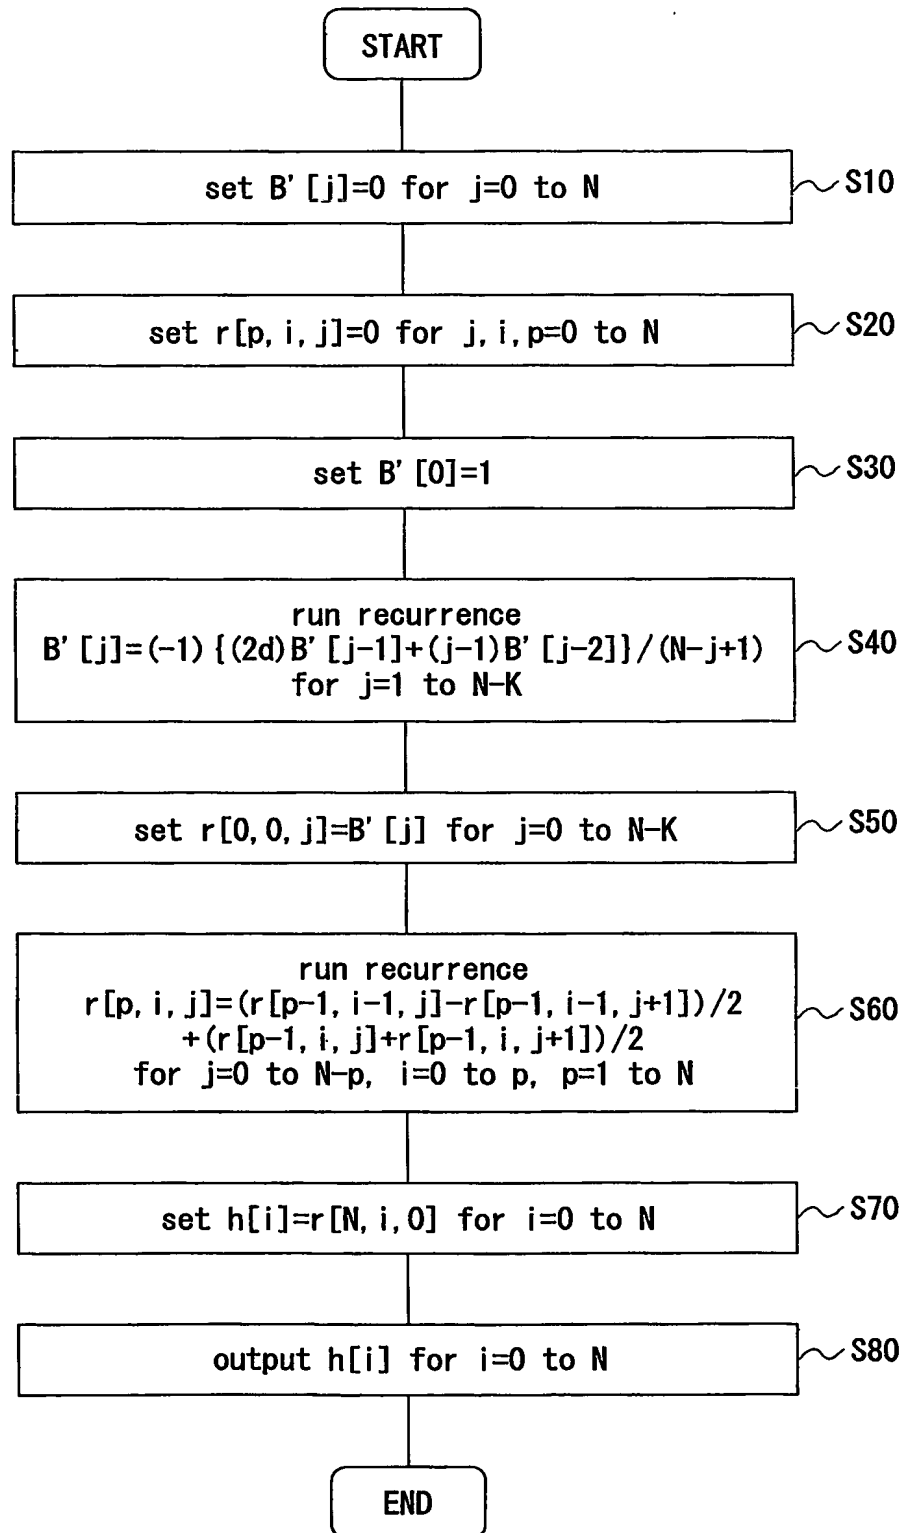 START
set B'[j]=0 for j=0 to N
S10
set r[p,i,j]=0 for j,i,p=0 to N
S20
set B'[0]=1
S30
run recurrence
B'[j]=(-1){(2d)B'[j-1]+(j-1)B'[j-2]}/(N-j+1)
for j=1 to N-K
S40
set r[0,0,j]=B'[j] for j=0 to N-K
S50
run recurrence
r[p,i,j]=(r[p-1,i-1,j]-r[p-1,i-1,j+1])/2
+(r[p-1,i,j]+r[p-1,i,j+1])/2
for j=0 to N-p, i=0 to p, p=1 to N
S60
set h[i]=r[N,i,0] for i=0 to N
S70
output h[i] for i=0 to N
S80
END